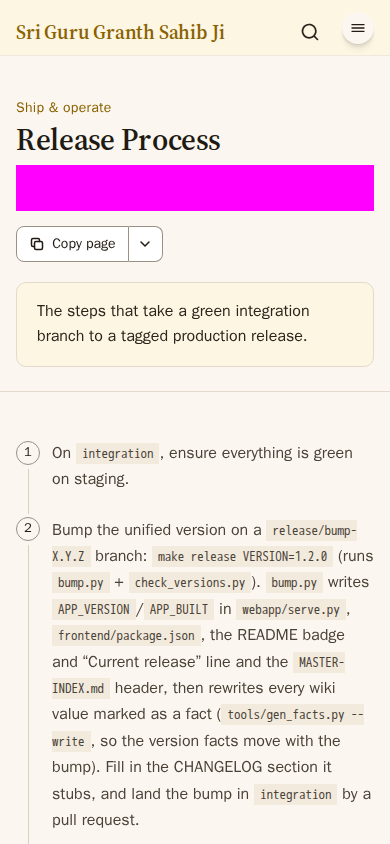 Sri Guru Granth Sahib Ji
Ship & operate
Release Process
Copy page
The steps that take a green integration
branch to a tagged production release.
1
On integration, ensure everything is green
on staging.
2
Bump the unified version on a release/bump-
X.Y.Z branch: make release VERSION=1.2.0 (runs
bump.py + check_versions.py). bump.py writes
APP_VERSION / APP_BUILT in webapp/serve.py,
frontend/package.json, the README badge
and “Current release” line and the MASTER-
INDEX.md header, then rewrites every wiki
value marked as a fact (tools/gen_facts.py --
write, so the version facts move with the
bump). Fill in the CHANGELOG section it
stubs, and land the bump in integration by a
pull request.